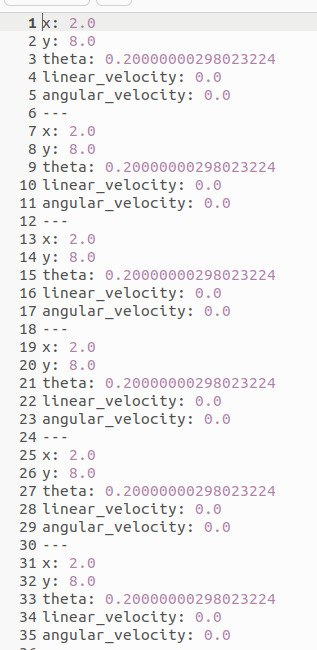 1 x: 2.0
2 y: 8.0
3 theta: 0.20000000298023224
4 linear_velocity: 0.0
5 angular_velocity: 0.0
6 ---
7 x: 2.0
8 y: 8.0
9 theta: 0.20000000298023224
10 linear_velocity: 0.0
11 angular_velocity: 0.0
12 ---
13 x: 2.0
14 y: 8.0
15 theta: 0.20000000298023224
16 linear_velocity: 0.0
17 angular_velocity: 0.0
18 ---
19 x: 2.0
20 y: 8.0
21 theta: 0.20000000298023224
22 linear_velocity: 0.0
23 angular_velocity: 0.0
24 ---
25 x: 2.0
26 y: 8.0
27 theta: 0.20000000298023224
28 linear_velocity: 0.0
29 angular_velocity: 0.0
30 ---
31 x: 2.0
32 y: 8.0
33 theta: 0.20000000298023224
34 linear_velocity: 0.0
35 angular_velocity: 0.0